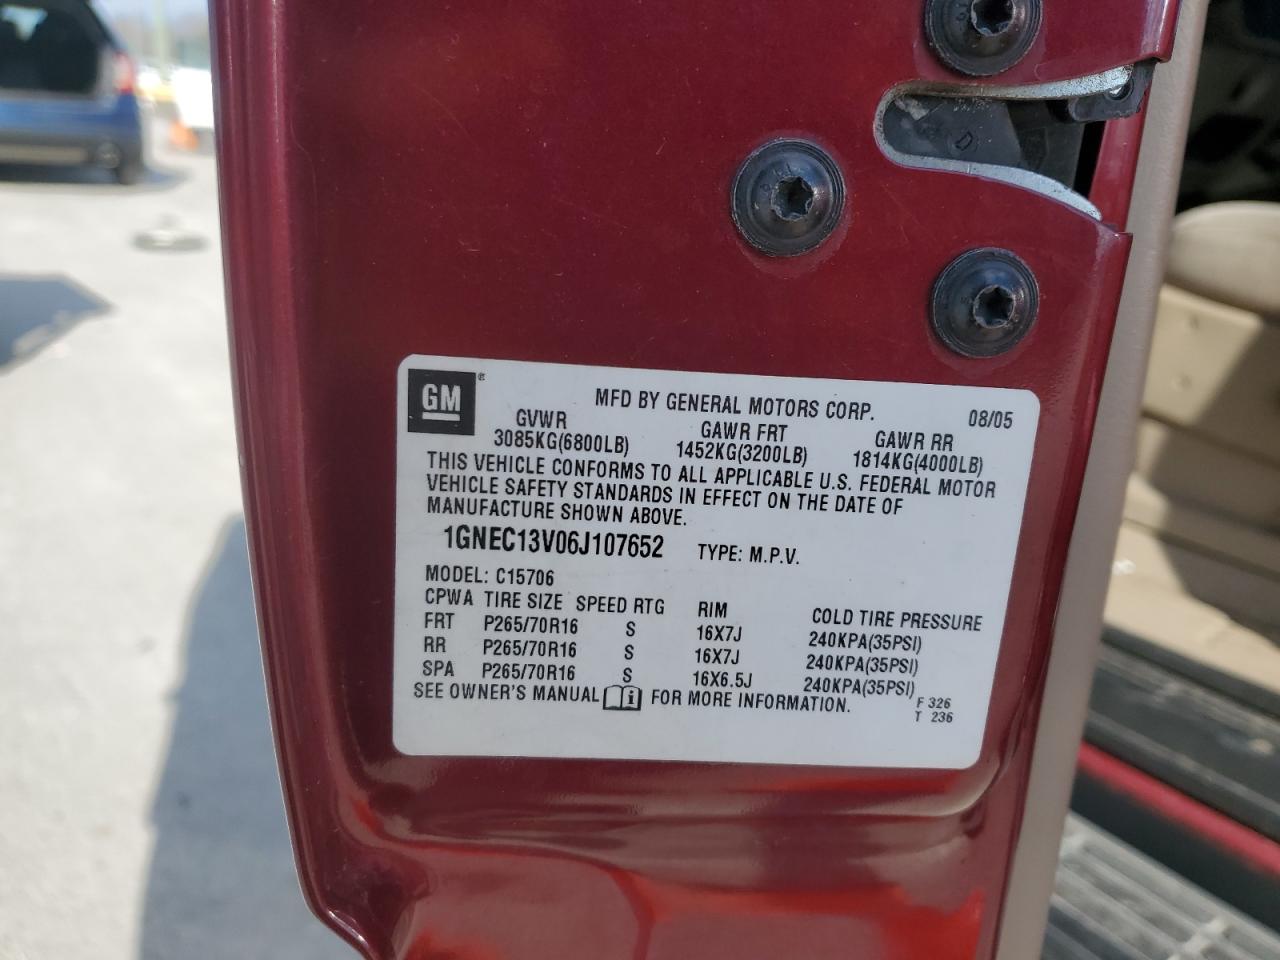 GM ® MFD BY GENERAL MOTORS CORP. 08/05
GVWR GAWR FRT GAWR RR
3085KG(6800LB) 1452KG(3200LB) 1814KG(4000LB)
THIS VEHICLE CONFORMS TO ALL APPLICABLE U.S. FEDERAL MOTOR
VEHICLE SAFETY STANDARDS IN EFFECT ON THE DATE OF
MANUFACTURE SHOWN ABOVE.
1GNEC13V06J107652 TYPE: M.P.V.
MODEL: C15706
CPWA TIRE SIZE SPEED RTG RIM COLD TIRE PRESSURE
FRT P265/70R16 S 16X7J 240KPA(35PSI)
RR P265/70R16 S 16X7J 240KPA(35PSI)
SPA P265/70R16 S 16X6.5J 240KPA(35PSI)
SEE OWNER'S MANUAL i FOR MORE INFORMATION. F 326
T 236